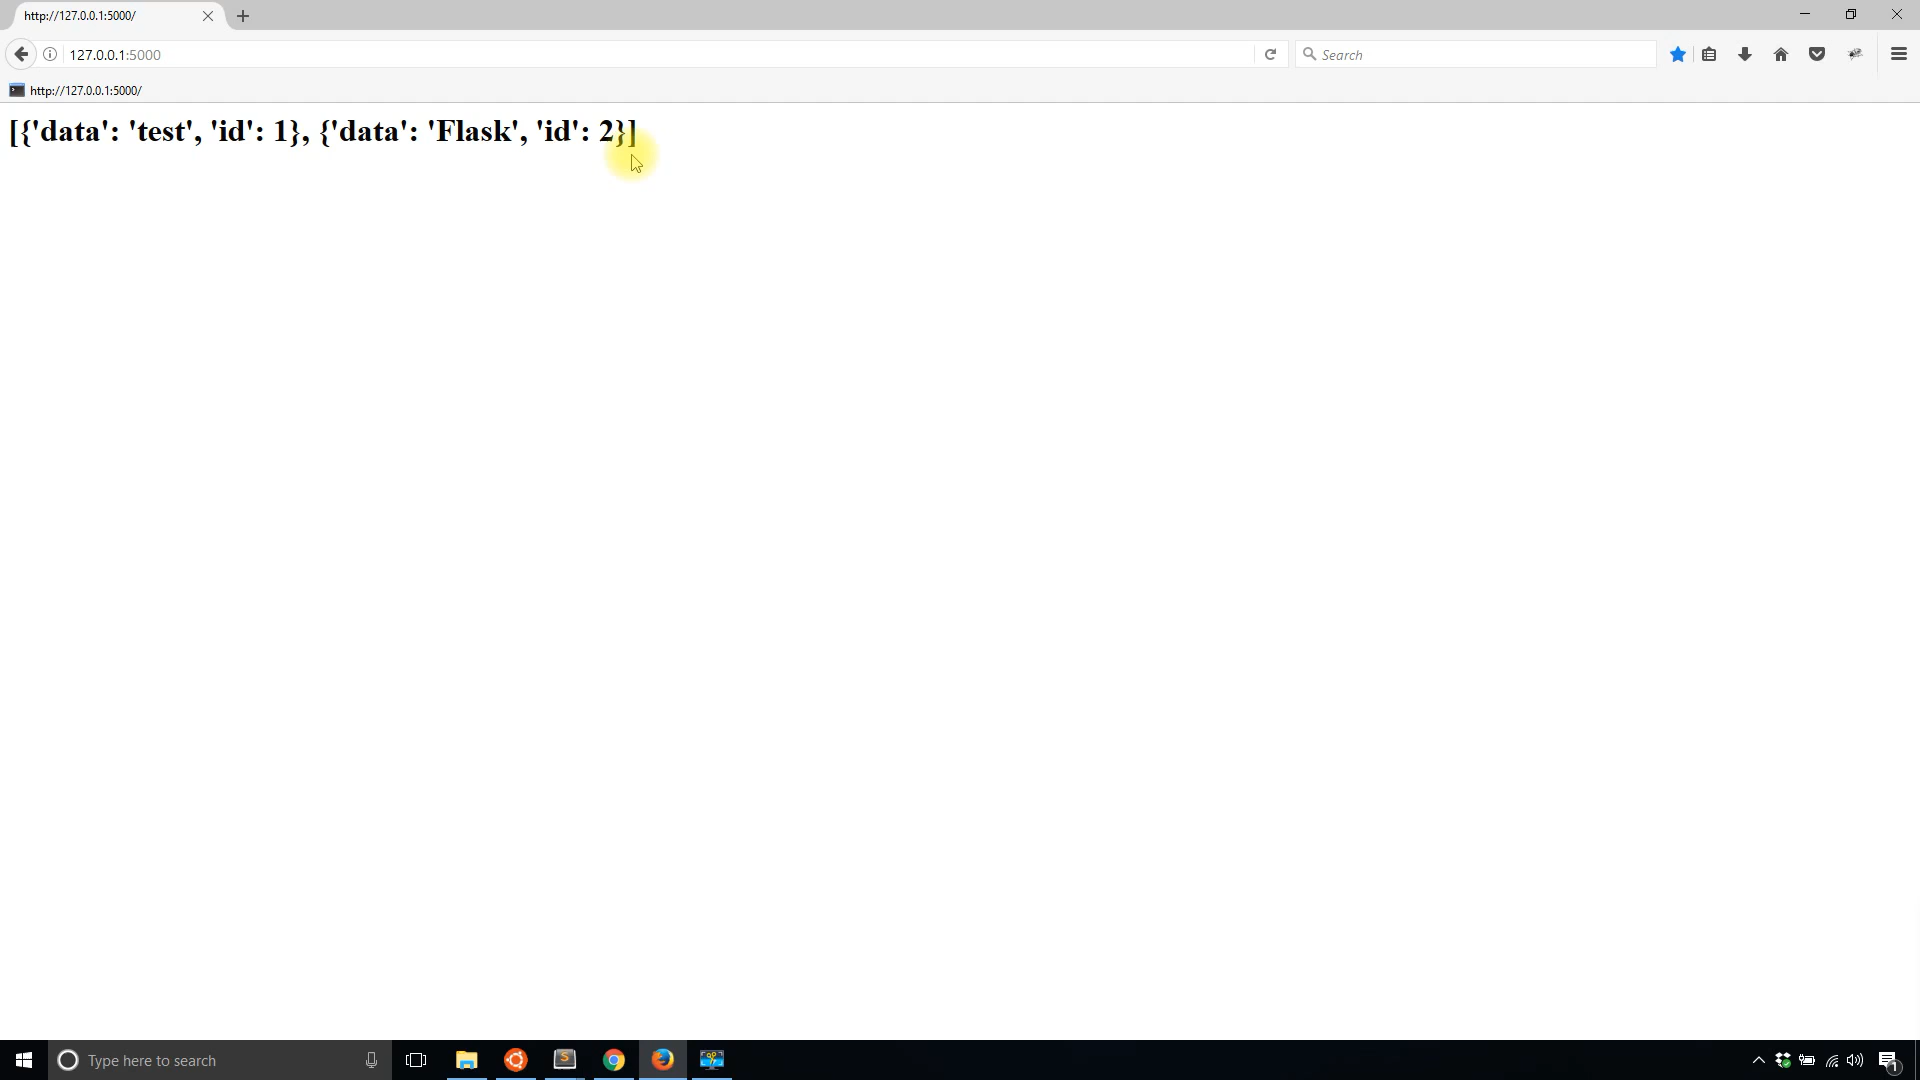 http://127.0.0.1:5000/
127.0.0.1:5000
Search
http://127.0.0.1:5000/
[{'data': 'test', 'id': 1}, {'data': 'Flask', 'id': 2}]
Type here to search
S
1